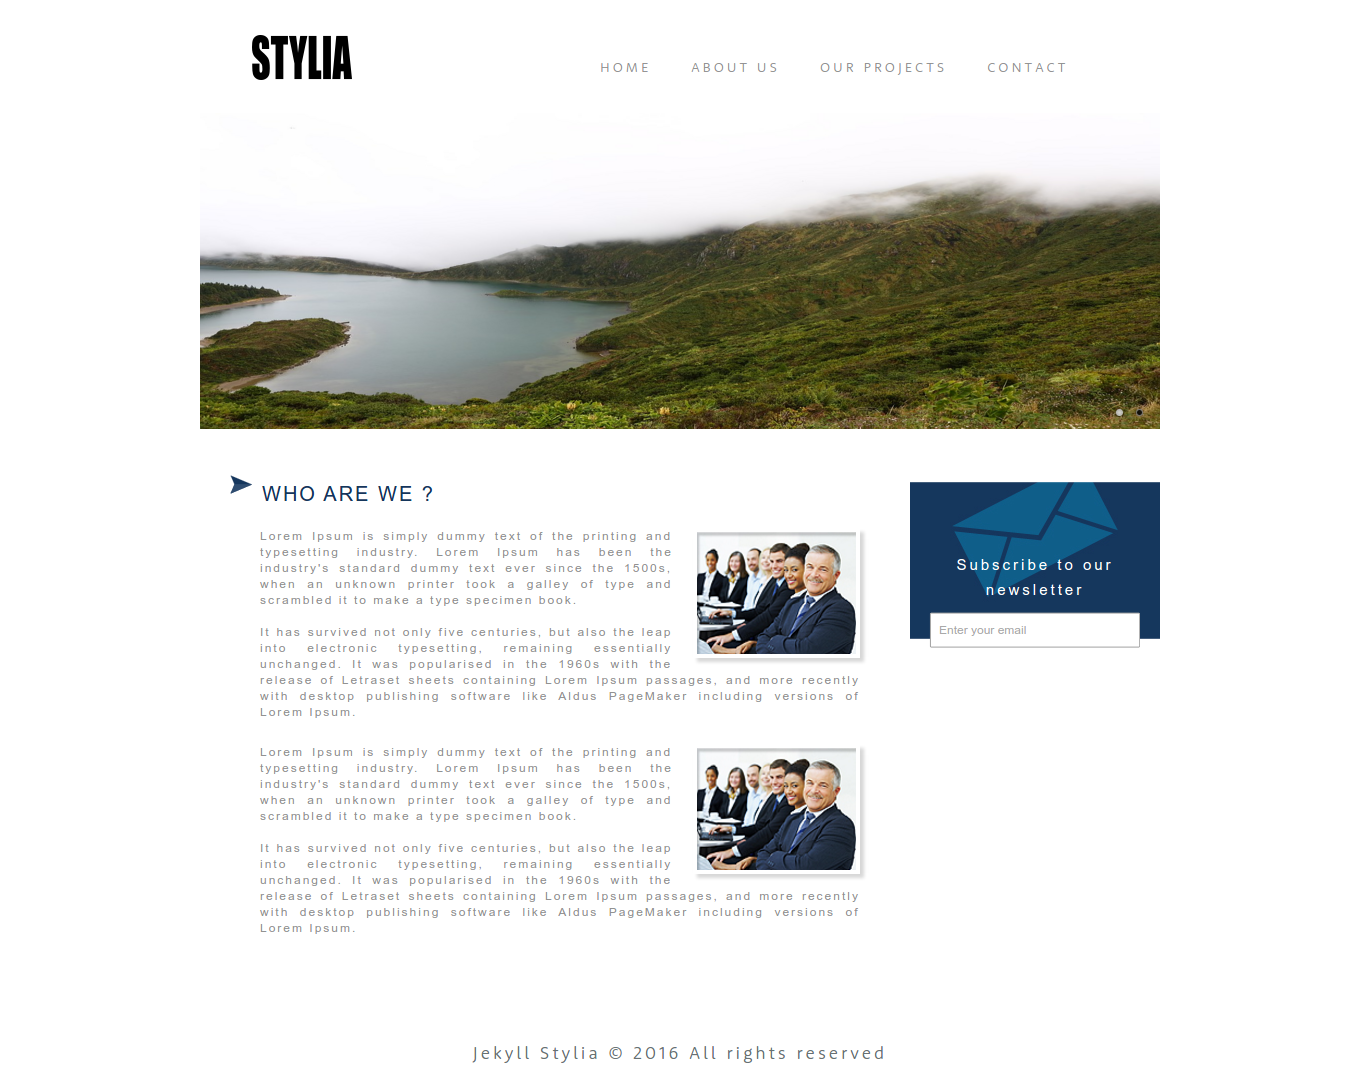 STYLIA
HOME ABOUT US OUR PROJECTS CONTACT
WHO ARE WE ?
Lorem Ipsum is simply dummy text of the printing and
typesetting industry. Lorem Ipsum has been the
industry's standard dummy text ever since the 1500s,
when an unknown printer took a galley of type and
scrambled it to make a type specimen book.
It has survived not only five centuries, but also the leap
into electronic typesetting, remaining essentially
unchanged. It was popularised in the 1960s with the
release of Letraset sheets containing Lorem Ipsum passages, and more recently
with desktop publishing software like Aldus PageMaker including versions of
Lorem Ipsum.
Lorem Ipsum is simply dummy text of the printing and
typesetting industry. Lorem Ipsum has been the
industry's standard dummy text ever since the 1500s,
when an unknown printer took a galley of type and
scrambled it to make a type specimen book.
It has survived not only five centuries, but also the leap
into electronic typesetting, remaining essentially
unchanged. It was popularised in the 1960s with the
release of Letraset sheets containing Lorem Ipsum passages, and more recently
with desktop publishing software like Aldus PageMaker including versions of
Lorem Ipsum.
Subscribe to our
newsletter
Enter your email
Jekyll Stylia © 2016 All rights reserved